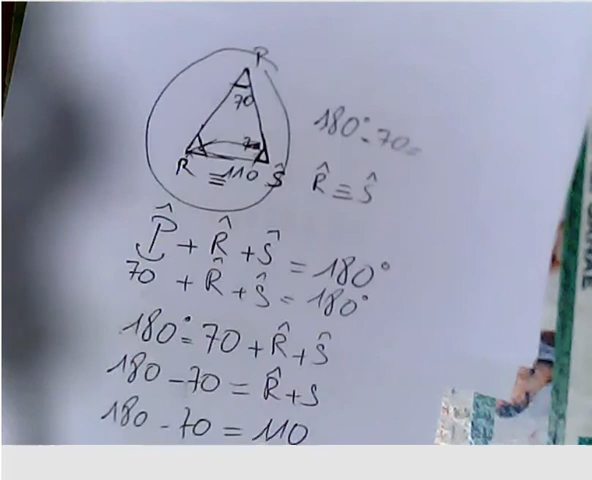 R
70
180° - 70 =
R ≡ 110 Ŝ
R̂ ≡ Ŝ
P̂ + R̂ + Ŝ = 180°
70 + R̂ + Ŝ = 180°
180° = 70 + R̂ + Ŝ
180 - 70 = R̂ + S
180 - 70 = 110